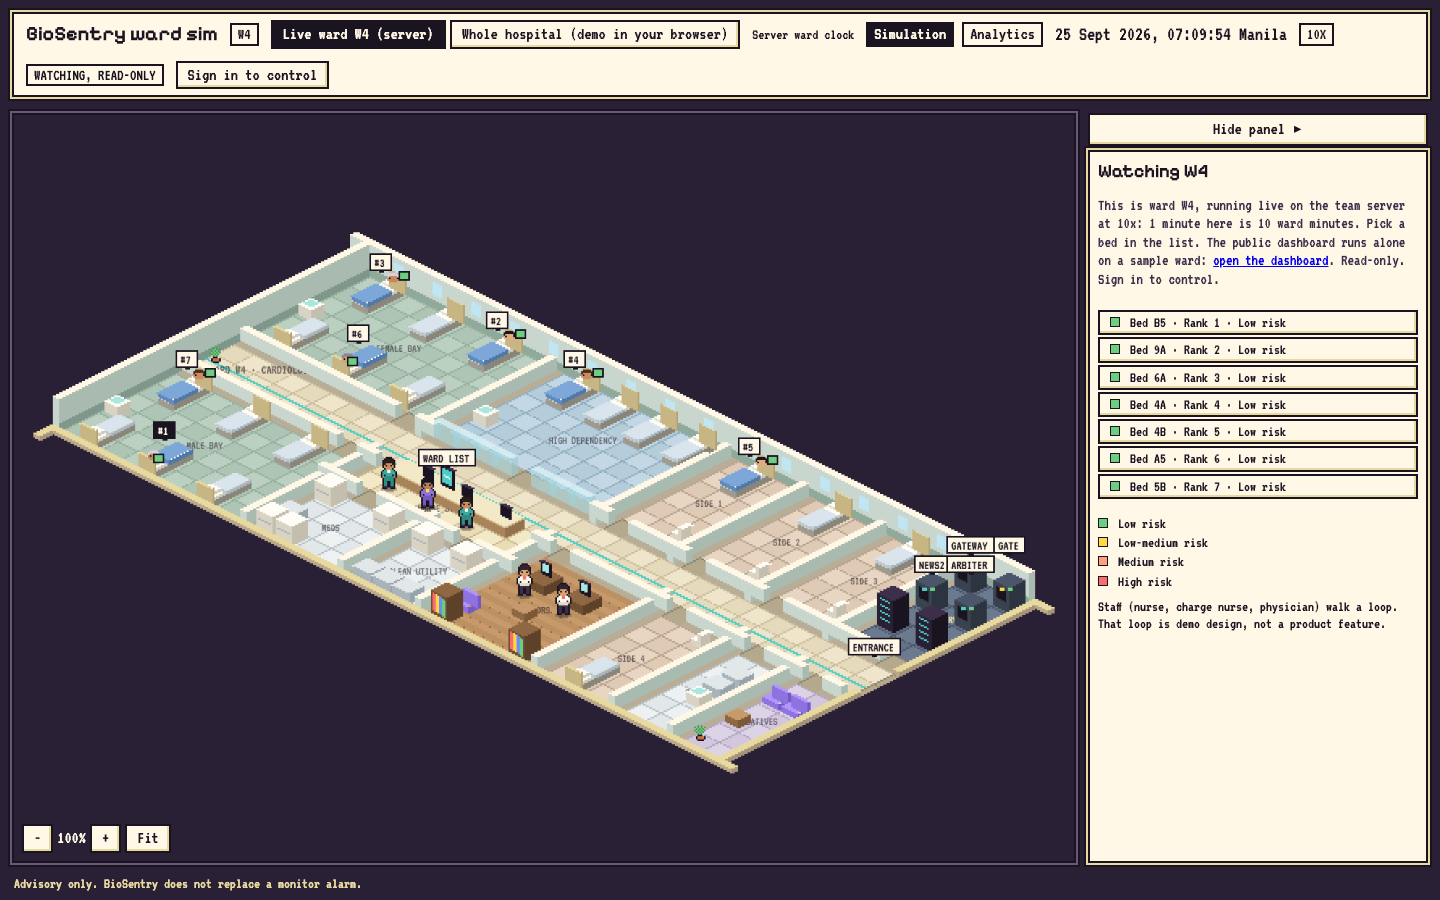 BioSentry ward sim
W4
Live ward W4 (server)
Whole hospital (demo in your browser)
Server ward clock
Simulation
Analytics
25 Sept 2026, 07:09:54 Manila
10X
WATCHING, READ-ONLY
Sign in to control
Hide panel ►
Watching W4
This is ward W4, running live on the team server
at 10x: 1 minute here is 10 ward minutes. Pick a
bed in the list. The public dashboard runs alone
on a sample ward: open the dashboard. Read-only.
Sign in to control.
Bed B5 · Rank 1 · Low risk
Bed 9A · Rank 2 · Low risk
Bed 6A · Rank 3 · Low risk
Bed 4A · Rank 4 · Low risk
Bed 4B · Rank 5 · Low risk
Bed A5 · Rank 6 · Low risk
Bed 5B · Rank 7 · Low risk
Low risk
Low-medium risk
Medium risk
High risk
Staff (nurse, charge nurse, physician) walk a loop.
That loop is demo design, not a product feature.
#3
#2
#6
#7
#4
#1
#5
W4 · CARDIOL
MALE BAY
HIGH DEPENDENCY
WARD LIST
MEDS
UTILITY
SIDE 1
SIDE 2
SIDE 3
SIDE 4
GATEWAY
GATE
NEWS2
ARBITER
ENTRANCE
-
100%
+
Fit
Advisory only. BioSentry does not replace a monitor alarm.